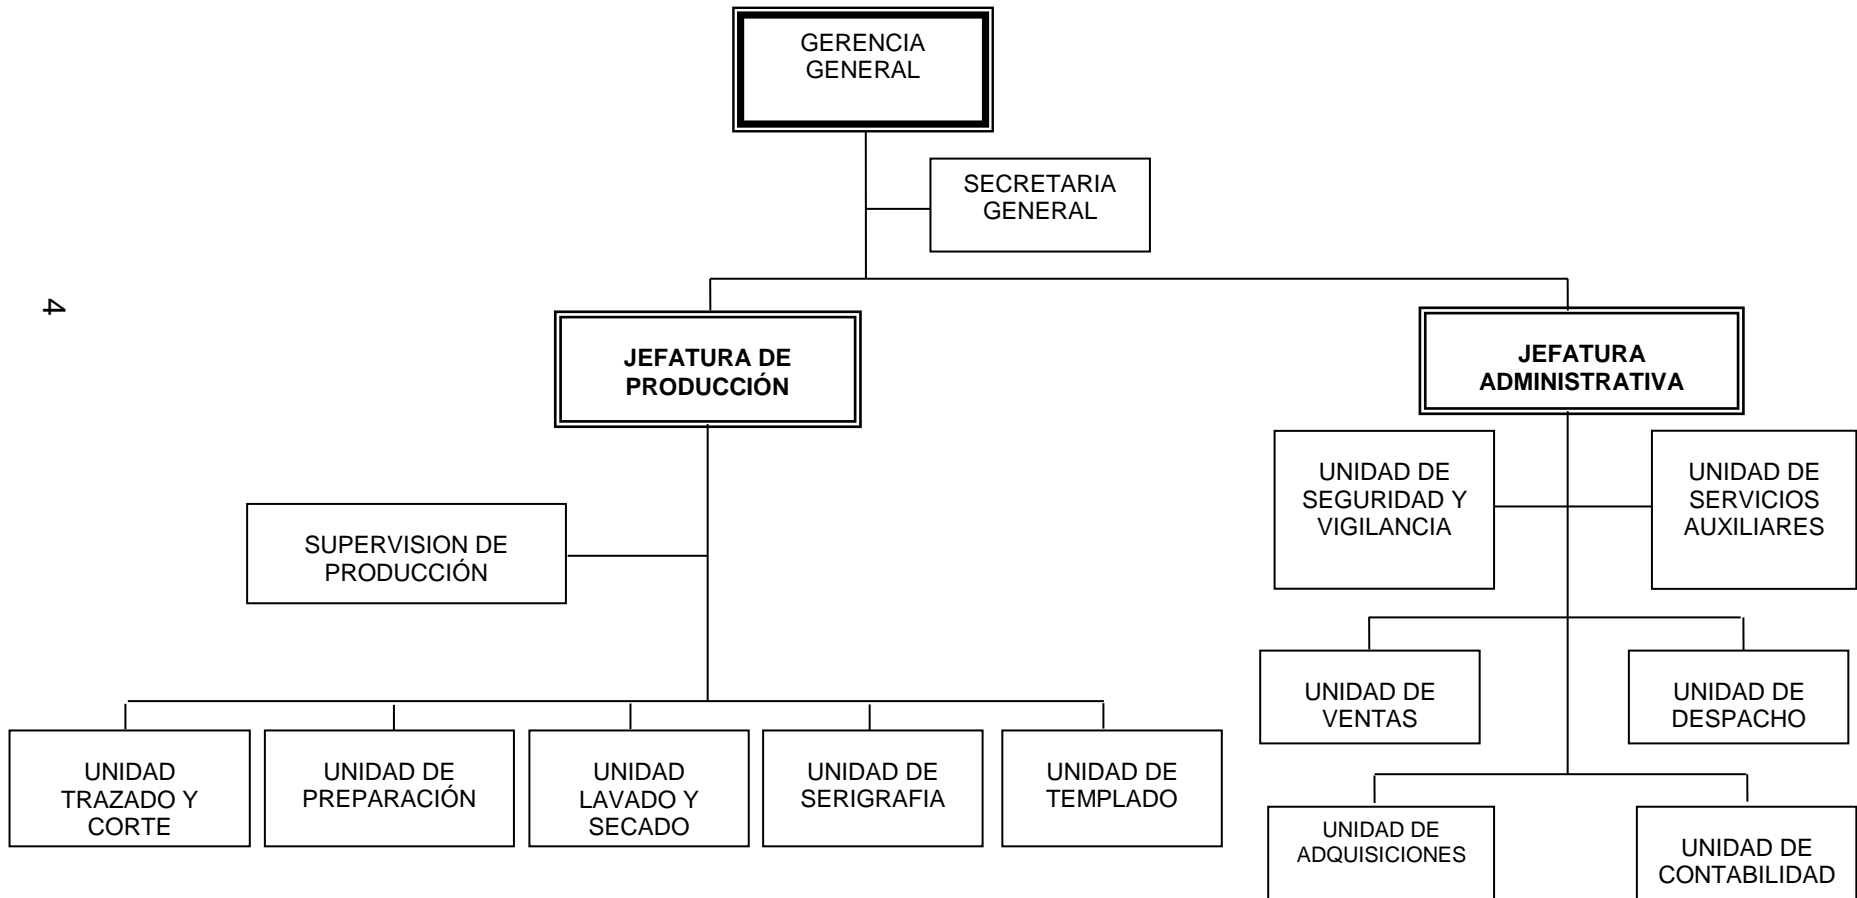 GERENCIA
GENERAL
SECRETARIA
GENERAL
4
JEFATURA DE
PRODUCCIÓN
JEFATURA
ADMINISTRATIVA
UNIDAD DE
SEGURIDAD Y
VIGILANCIA
UNIDAD DE
SERVICIOS
AUXILIARES
SUPERVISION DE
PRODUCCIÓN
UNIDAD DE
VENTAS
UNIDAD DE
DESPACHO
UNIDAD
TRAZADO Y
CORTE
UNIDAD DE
PREPARACIÓN
UNIDAD
LAVADO Y
SECADO
UNIDAD DE
SERIGRAFIA
UNIDAD DE
TEMPLADO
UNIDAD DE
ADQUISICIONES
UNIDAD DE
CONTABILIDAD